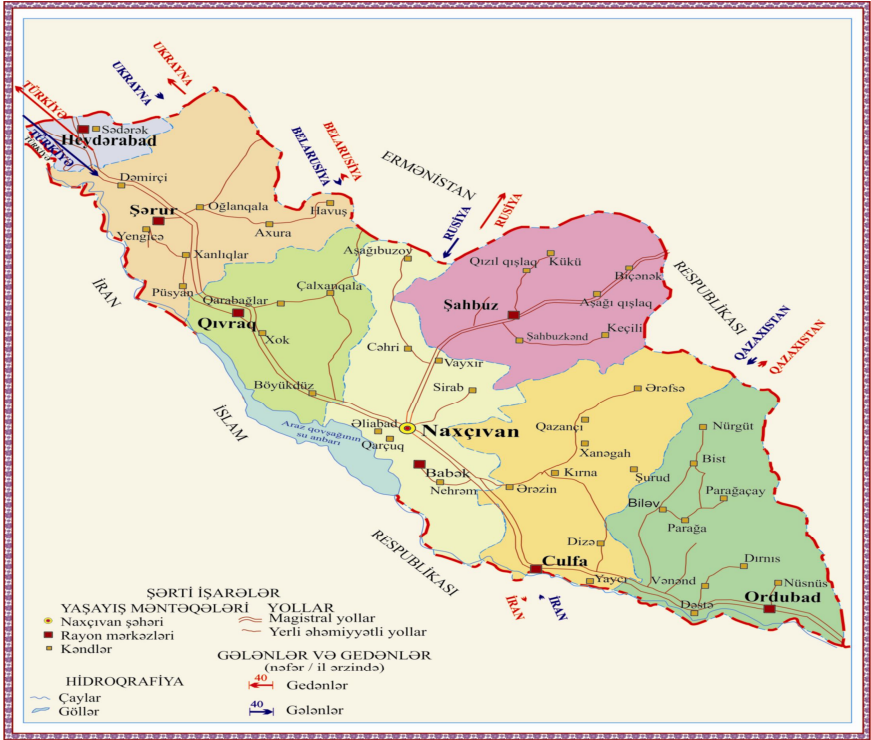 UKRAYNA
UKRAYNA
TÜRKİYƏ
TÜRKİYƏ
TÜRKİYƏ
Sədərək
Heydərabad
BELARUSİYA
BELARUSİYA
ERMƏNİSTAN
RESPUBLİKASI
Dəmirçi
Şərur
Oğlanqala
Havuş
Axura
Yengicə
Xanlıqlar
Püsyan
RUSİYA
RUSİYA
Aşağıbuzov
Qızıl qışlaq
Kükü
Biçənək
Aşağı qışlaq
Şahbuz
Şahbuzkənd
Keçili
İRAN
İSLAM
RESPUBLİKASI
Qarabağlar
Çalxanqala
Qıvraq
Xok
Böyükdüz
Cəhri
Vayxır
Sirab
QAZAXISTAN
QAZAXISTAN
Ərəfsə
Araz qovşağının
su anbarı
Əliabad
Qarçuq
Naxçıvan
Qazançı
Xanəgah
Nürgüt
Babək
Nehrəm
Ərəzin
Kırna
Şurud
Bist
Biləv
Parağaçay
Parağa
Dizə
Culfa
Yaycı
Vənənd
Dırnıs
Nüsnüs
Dəstə
Ordubad
İRAN
İRAN
ŞƏRTİ İŞARƏLƏR
YAŞAYIŞ MƏNTƏQƏLƏRİ
Naxçıvan şəhəri
Rayon mərkəzləri
Kəndlər
YOLLAR
Magistral yollar
Yerli əhəmiyyətli yollar
HİDROQRAFİYA
Çaylar
Göllər
GƏLƏNLƏR VƏ GEDƏNLƏR
(nəfər / il ərzində)
40 Gedənlər
40 Gələnlər